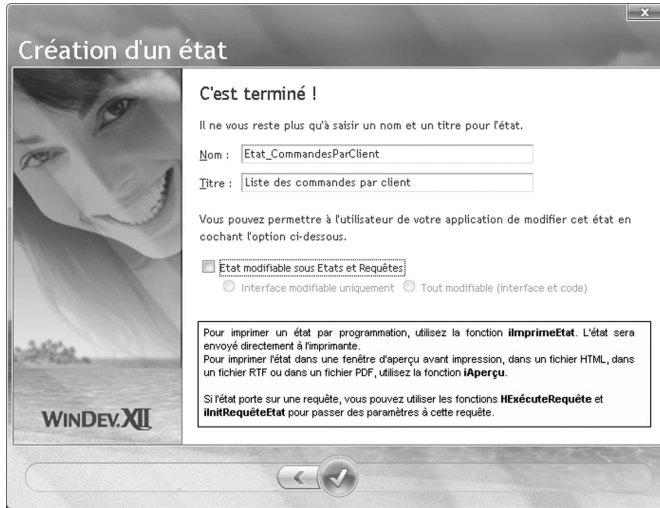 Création d'un état
C'est terminé !
Il ne vous reste plus qu'à saisir un nom et un titre pour l'état.
Nom : Etat_CommandesParClient
Titre : Liste des commandes par client
Vous pouvez permettre à l'utilisateur de votre application de modifier cet état en
cochant l'option ci-dessous.
Etat modifiable sous Etats et Requêtes
Interface modifiable uniquement Tout modifiable (interface et code)
Pour imprimer un état par programmation, utilisez la fonction iImprimeEtat. L'état sera
envoyé directement à l'imprimante.
Pour imprimer l'état dans une fenêtre d'aperçu avant impression, dans un fichier HTML, dans
un fichier RTF ou dans un fichier PDF, utilisez la fonction iAperçu.
Si l'état porte sur une requête, vous pouvez utiliser les fonctions HExécuteRequête et
iInitRequêteEtat pour passer des paramètres à cette requête.
WINDEV.XII